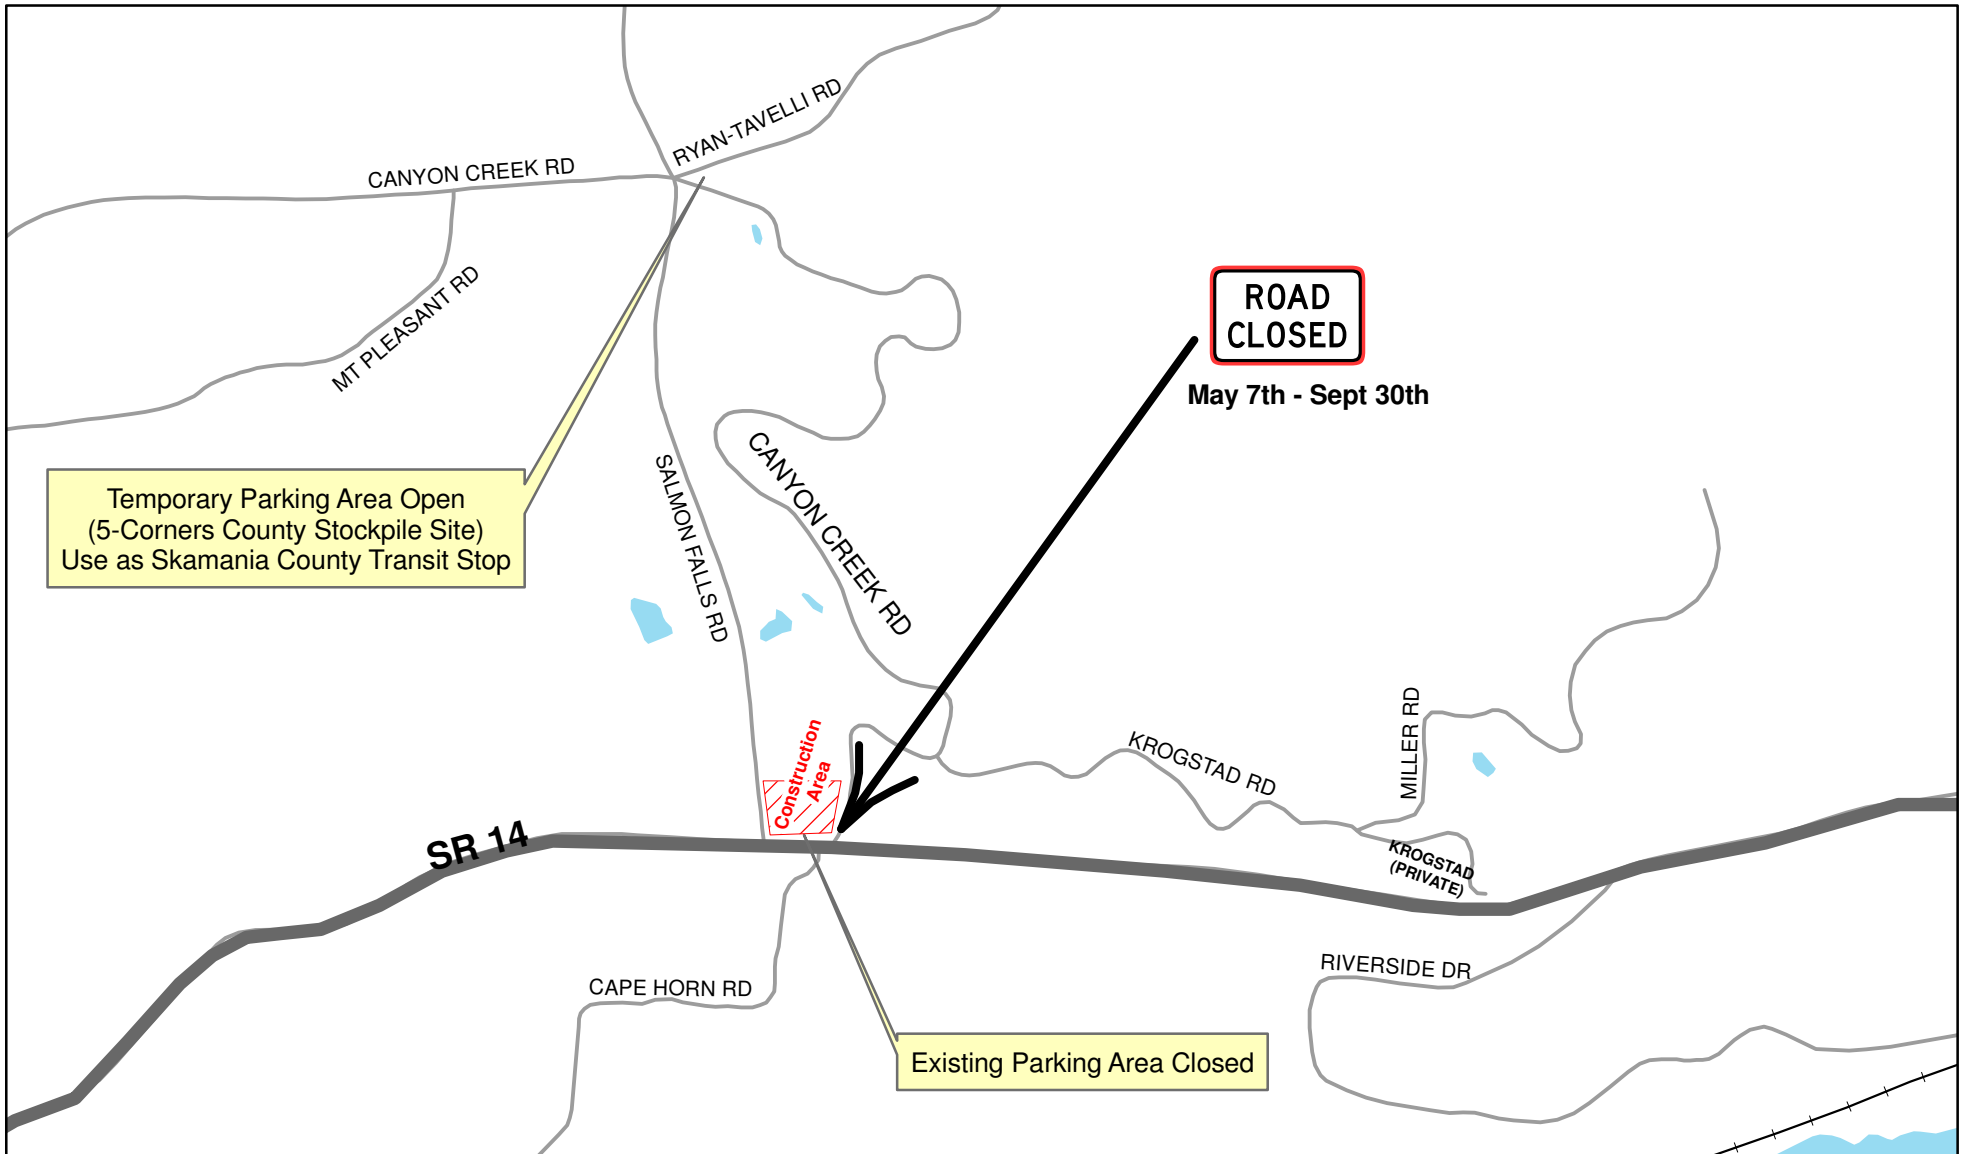 RYAN-TAVELLI RD
CANYON CREEK RD
MT PLEASANT RD
ROAD
CLOSED
May 7th - Sept 30th
Temporary Parking Area Open
(5-Corners County Stockpile Site)
Use as Skamania County Transit Stop
SALMON FALLS RD
CANYON CREEK RD
Construction
Area
KROGSTAD RD
MILLER RD
SR 14
KROGSTAD
(PRIVATE)
CAPE HORN RD
RIVERSIDE DR
Existing Parking Area Closed